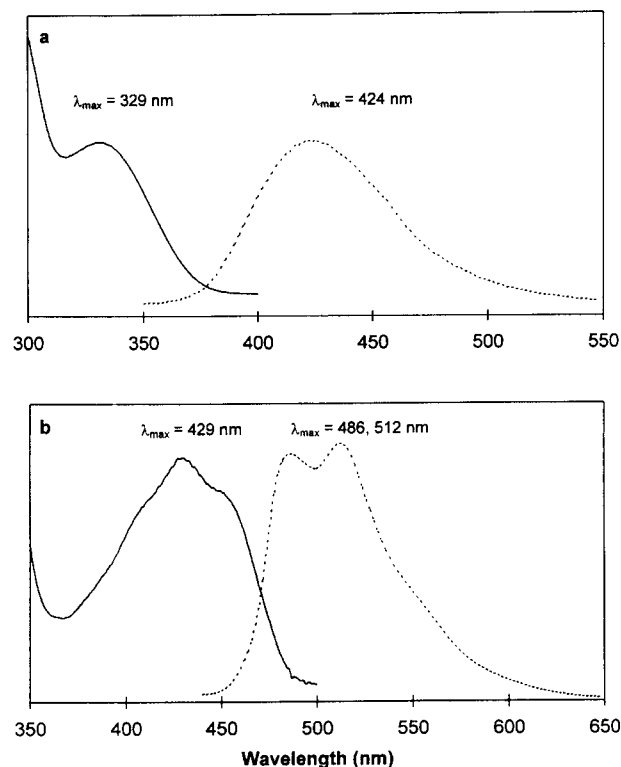 a
λmax = 329 nm
λmax = 424 nm
300
350
400
450
500
550
b
λmax = 429 nm
λmax = 486, 512 nm
350
400
450
500
550
600
650
Wavelength (nm)